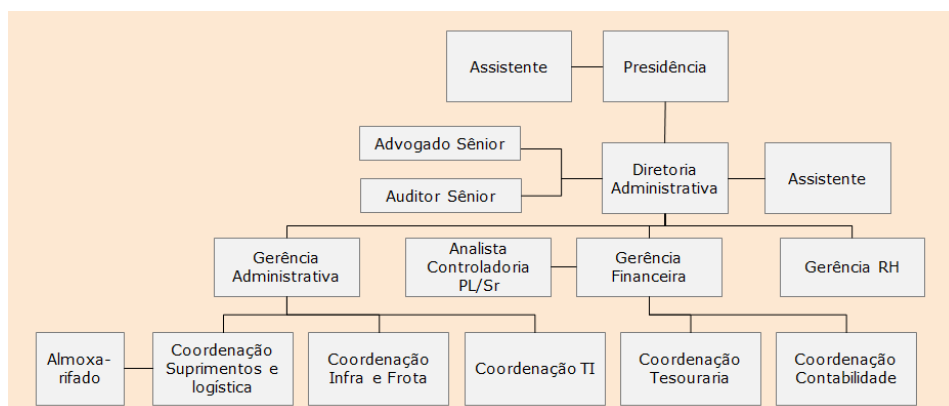 Assistente
Presidência
Advogado Sênior
Auditor Sênior
Diretoria
Administrativa
Assistente
Gerência
Administrativa
Analista
Controladoria
PL/Sr
Gerência
Financeira
Gerência RH
Almoxa-
rifado
Coordenação
Suprimentos e
logística
Coordenação
Infra e Frota
Coordenação TI
Coordenação
Tesouraria
Coordenação
Contabilidade